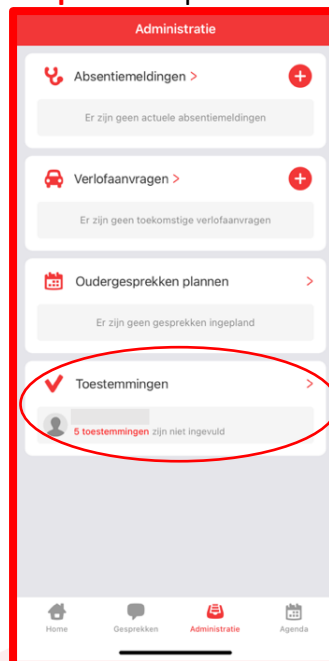 Administratie
Absentiemeldingen >
Er zijn geen actuele absentiemeldingen
Verlofaanvragen >
Er zijn geen toekomstige verlofaanvragen
Oudergesprekken plannen >
Er zijn geen gesprekken ingepland
Toestemmingen >
5 toestemmingen zijn niet ingevuld
Home Gesprekken Administratie Agenda